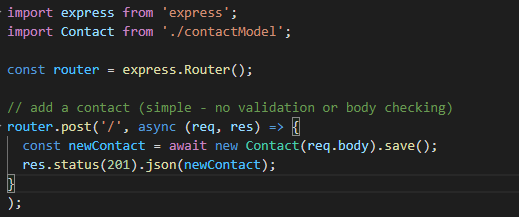 import express from 'express';
import Contact from './contactModel';
const router = express.Router();
// add a contact (simple - no validation or body checking)
router.post('/', async (req, res) => {
  const newContact = await new Contact(req.body).save();
  res.status(201).json(newContact);
}
);